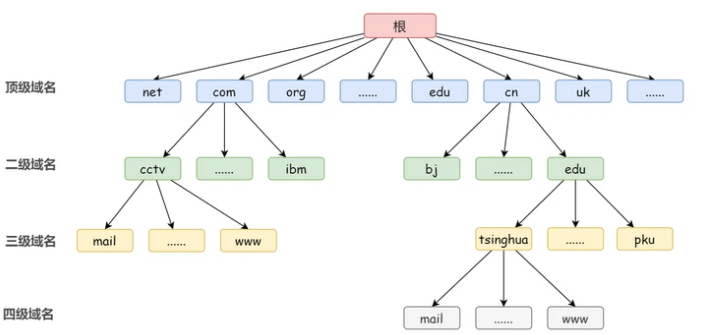 根
顶级域名 net com org ...... edu cn uk ......
二级域名 cctv ...... ibm bj ...... edu
三级域名 mail ...... www tsinghua ...... pku
四级域名 mail ...... www